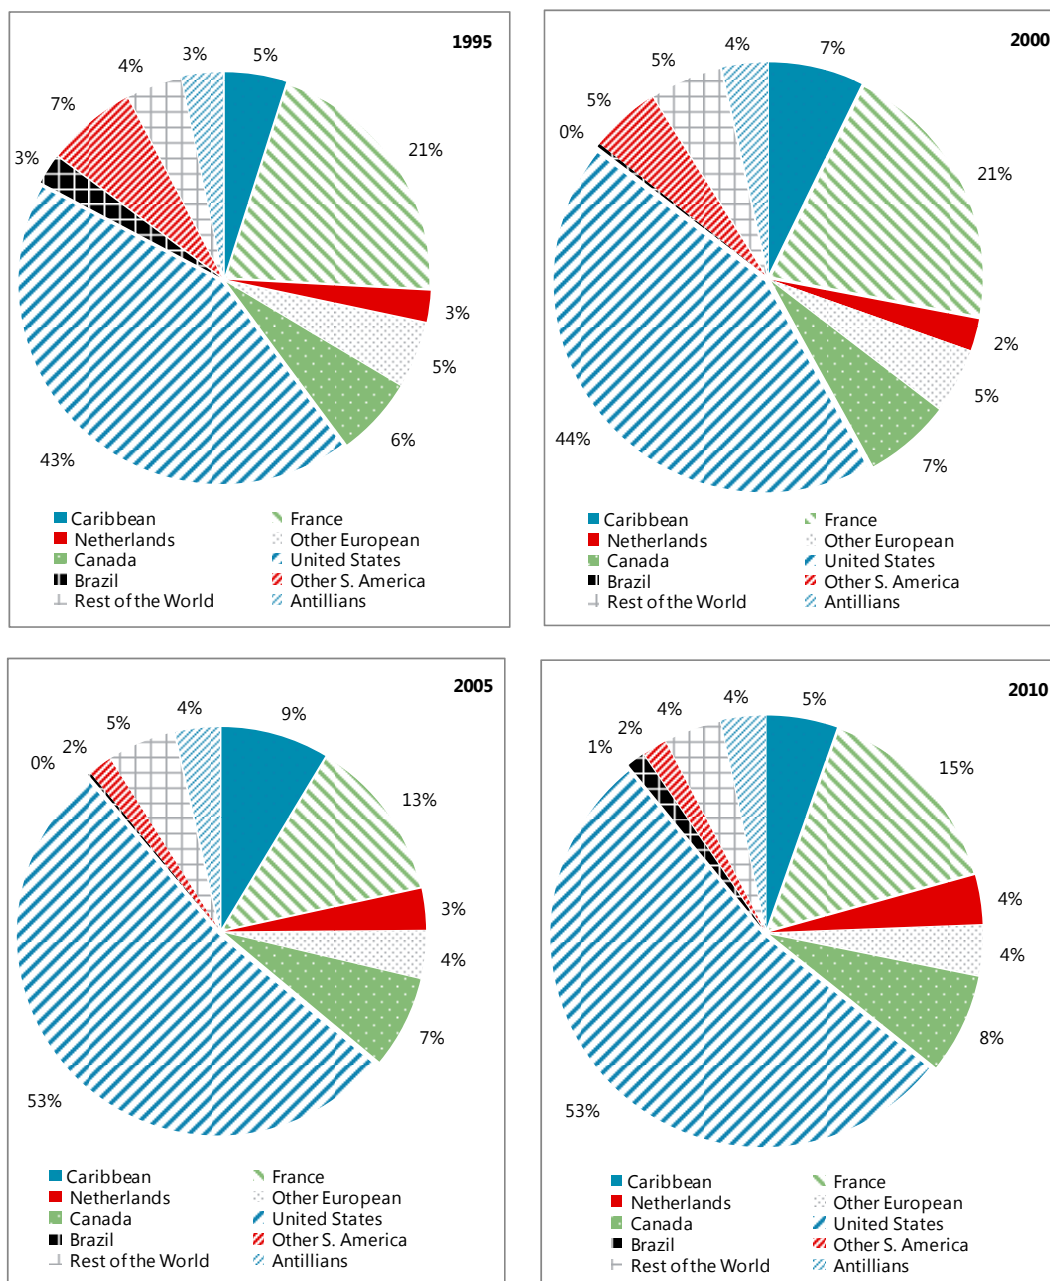 1995
3%
5%
4%
7%
21%
3%
3%
5%
6%
43%
Caribbean
France
Netherlands
Other European
Canada
United States
Brazil
Other S. America
Rest of the World
Antillians
2000
4%
7%
5%
5%
0%
21%
2%
5%
44%
7%
Caribbean
France
Netherlands
Other European
Canada
United States
Brazil
Other S. America
Rest of the World
Antillians
2005
4%
9%
5%
2%
0%
13%
3%
4%
7%
53%
Caribbean
France
Netherlands
Other European
Canada
United States
Brazil
Other S. America
Rest of the World
Antillians
2010
4%
5%
4%
2%
1%
15%
4%
4%
8%
53%
Caribbean
France
Netherlands
Other European
Canada
United States
Brazil
Other S. America
Rest of the World
Antillians